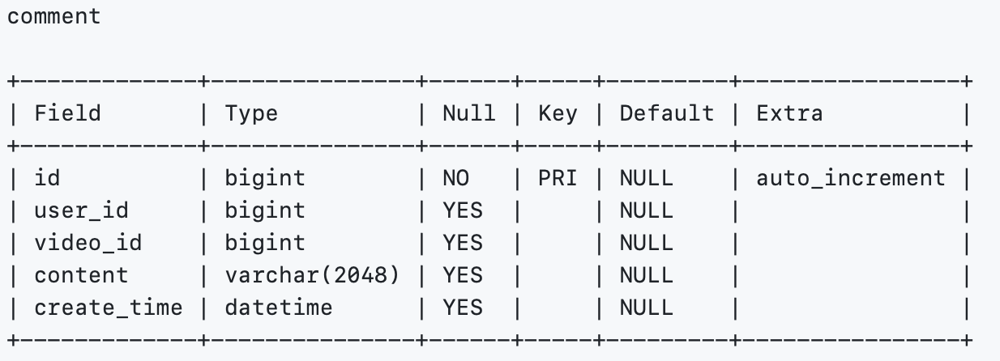 comment
+-------------+---------------+------+-----+---------+----------------+
| Field       | Type          | Null | Key | Default | Extra          |
+-------------+---------------+------+-----+---------+----------------+
| id          | bigint        | NO   | PRI | NULL    | auto_increment |
| user_id     | bigint        | YES  |     | NULL    |                |
| video_id    | bigint        | YES  |     | NULL    |                |
| content     | varchar(2048) | YES  |     | NULL    |                |
| create_time | datetime      | YES  |     | NULL    |                |
+-------------+---------------+------+-----+---------+----------------+